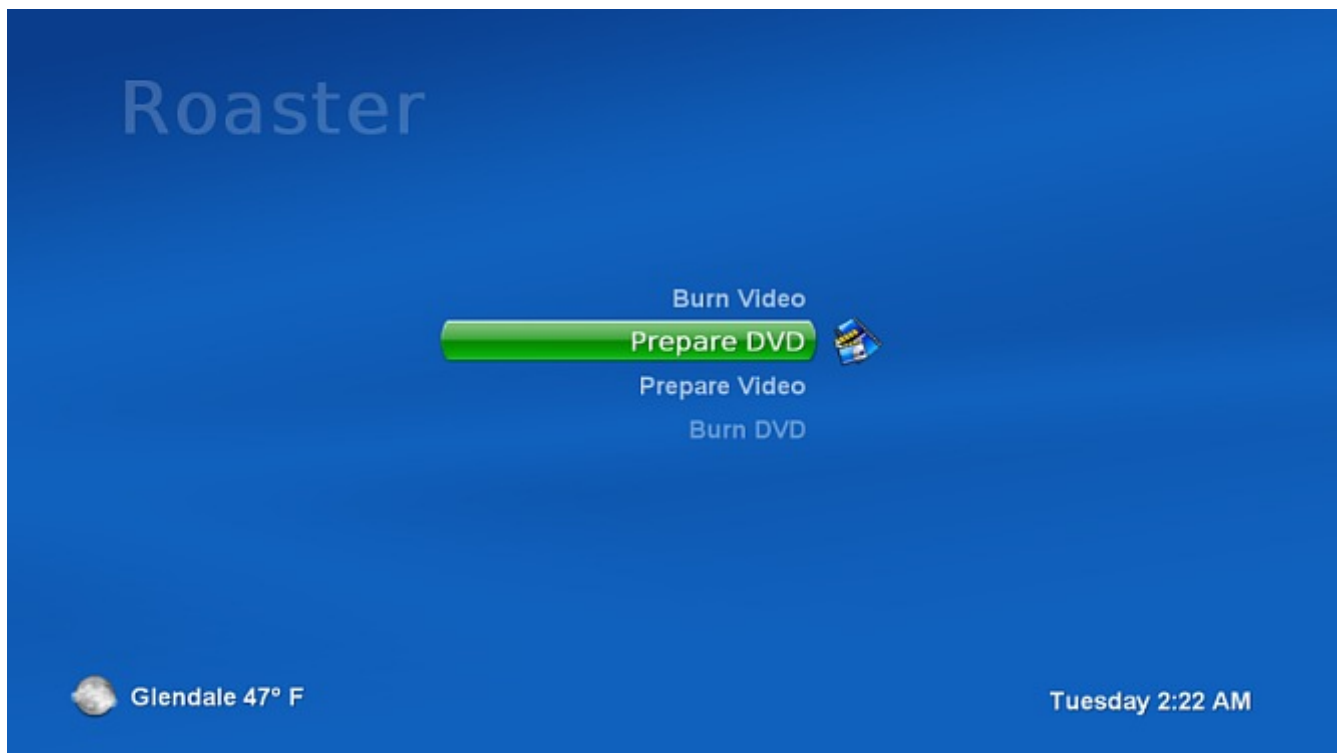 Roaster
Burn Video
Prepare DVD
Prepare Video
Burn DVD
Glendale 47° F
Tuesday 2:22 AM